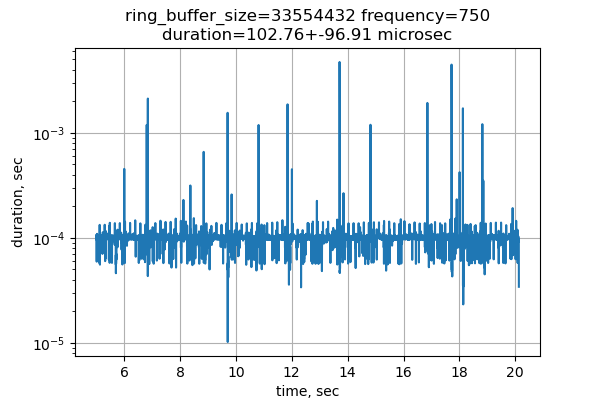 ring_buffer_size=33554432 frequency=750
duration=102.76+-96.91 microsec
duration, sec
10⁻³
10⁻⁴
10⁻⁵
6 8 10 12 14 16 18 20
time, sec